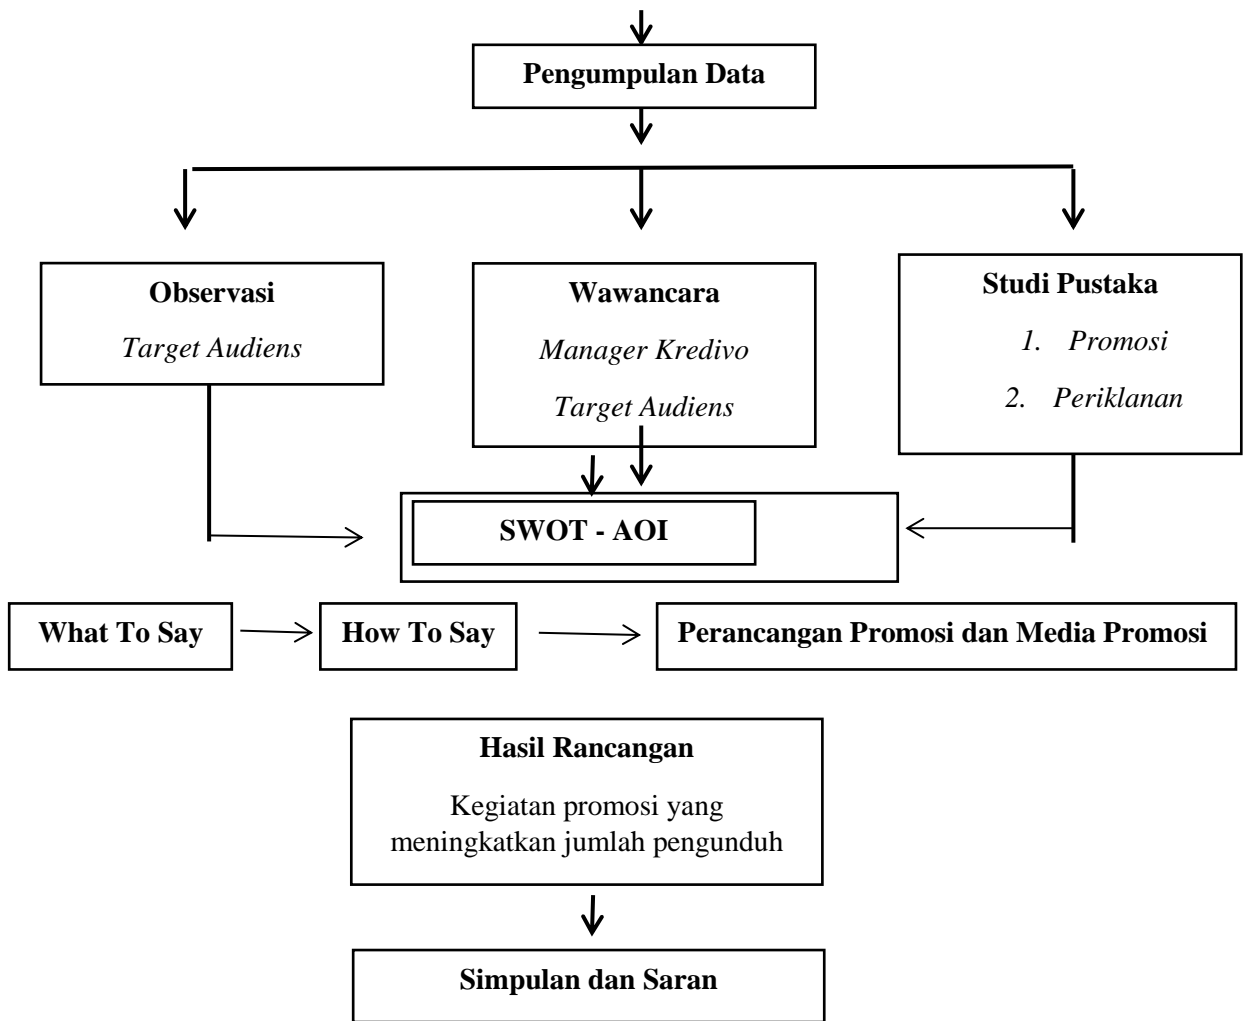 Pengumpulan Data
Observasi
Target Audiens
Wawancara
Manager Kredivo
Target Audiens
Studi Pustaka
1. Promosi
2. Periklanan
SWOT - AOI
What To Say
How To Say
Perancangan Promosi dan Media Promosi
Hasil Rancangan
Kegiatan promosi yang
meningkatkan jumlah pengunduh
Simpulan dan Saran